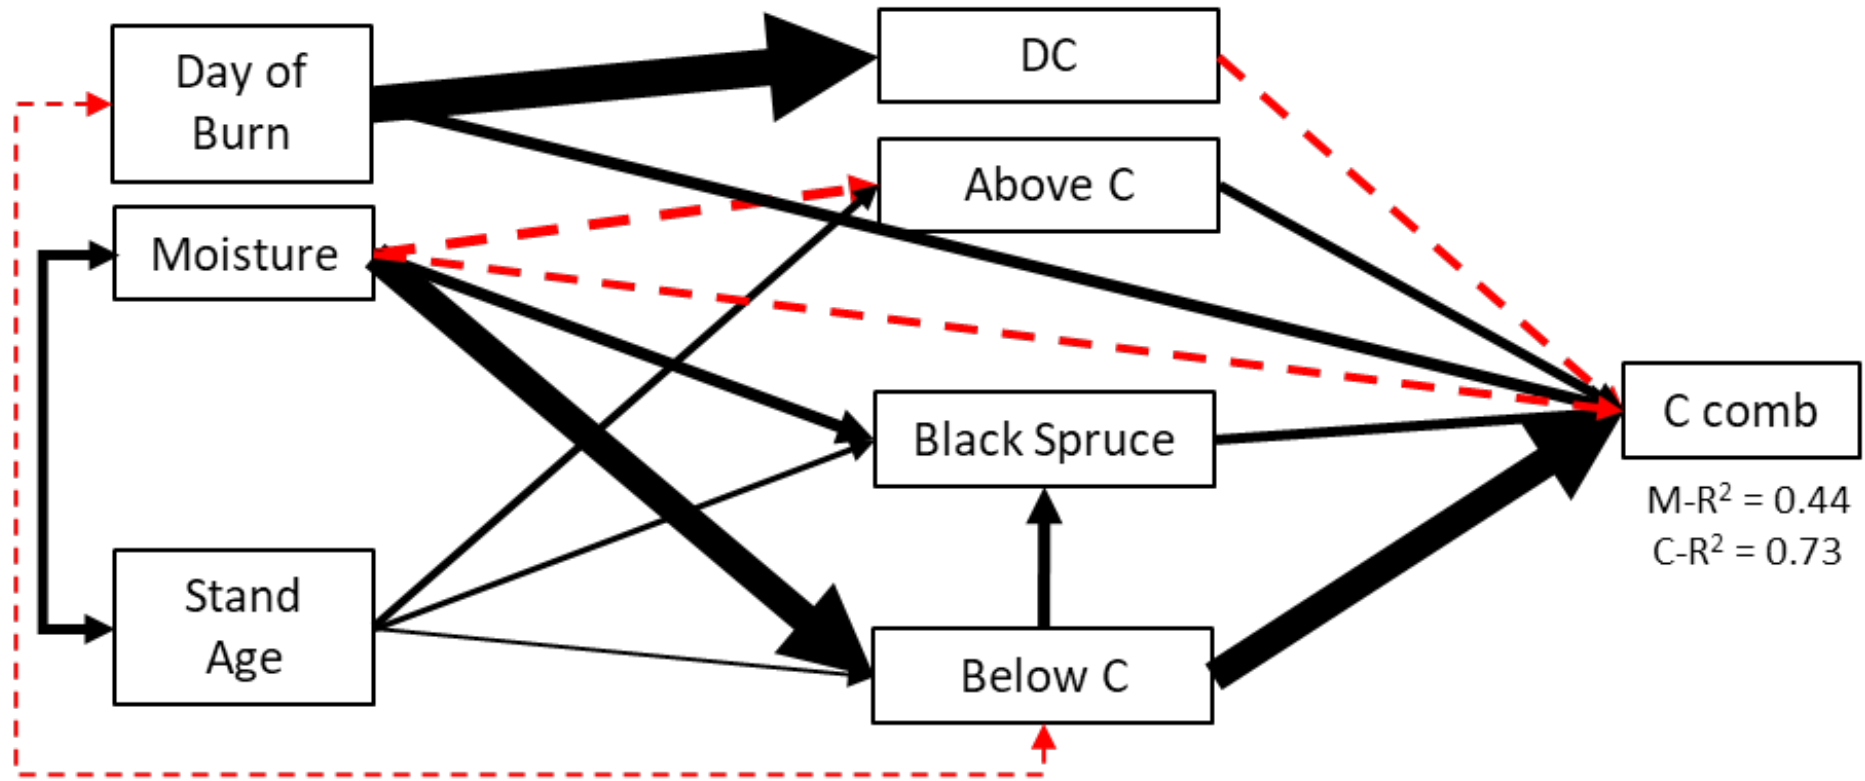 Day of
Burn
DC
Above C
Moisture
Black Spruce
C comb
M-R² = 0.44
C-R² = 0.73
Stand
Age
Below C